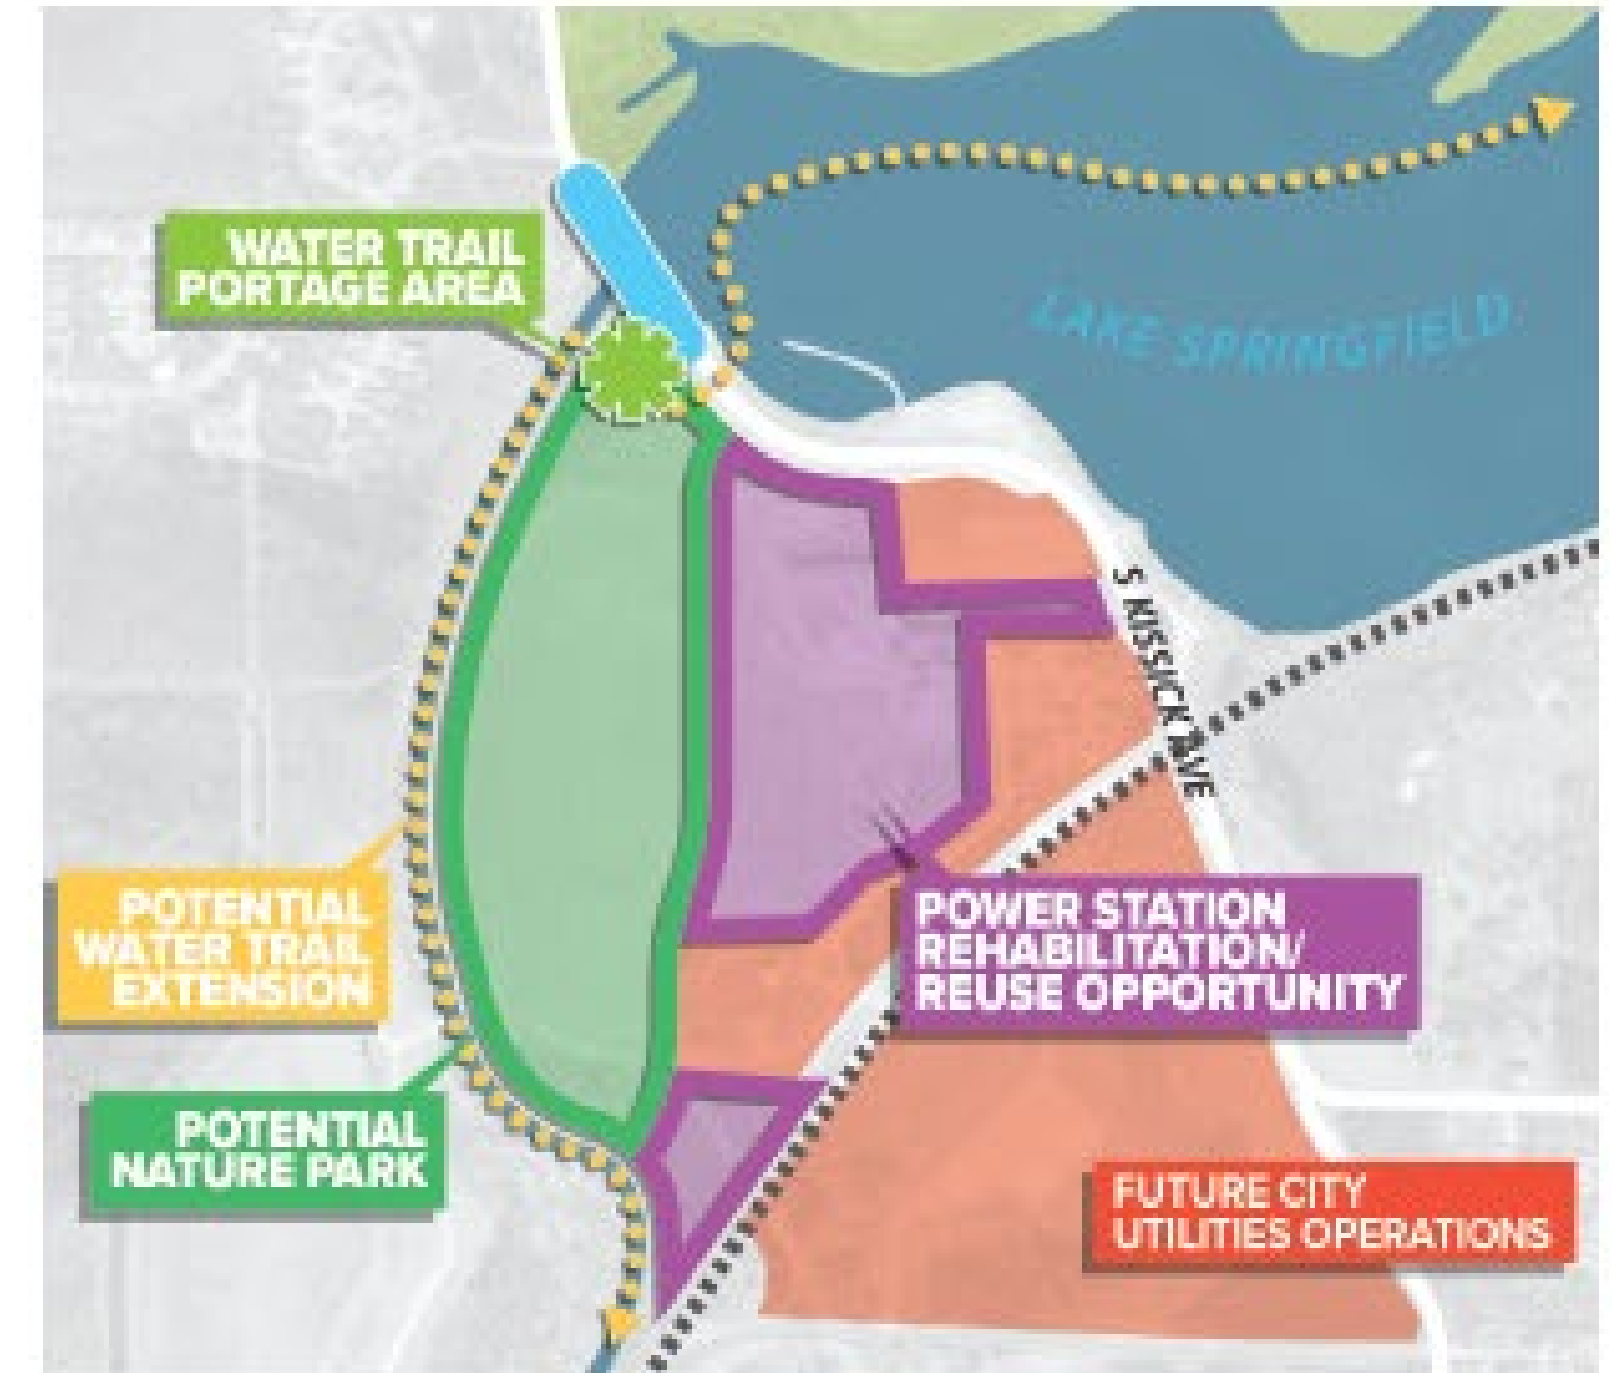 WATER TRAIL
PORTAGE AREA
LAKE SPRINGFIELD
S KISSICK AVE
POTENTIAL
WATER TRAIL
EXTENSION
POWER STATION
REHABILITATION/
REUSE OPPORTUNITY
POTENTIAL
NATURE PARK
FUTURE CITY
UTILITIES OPERATIONS